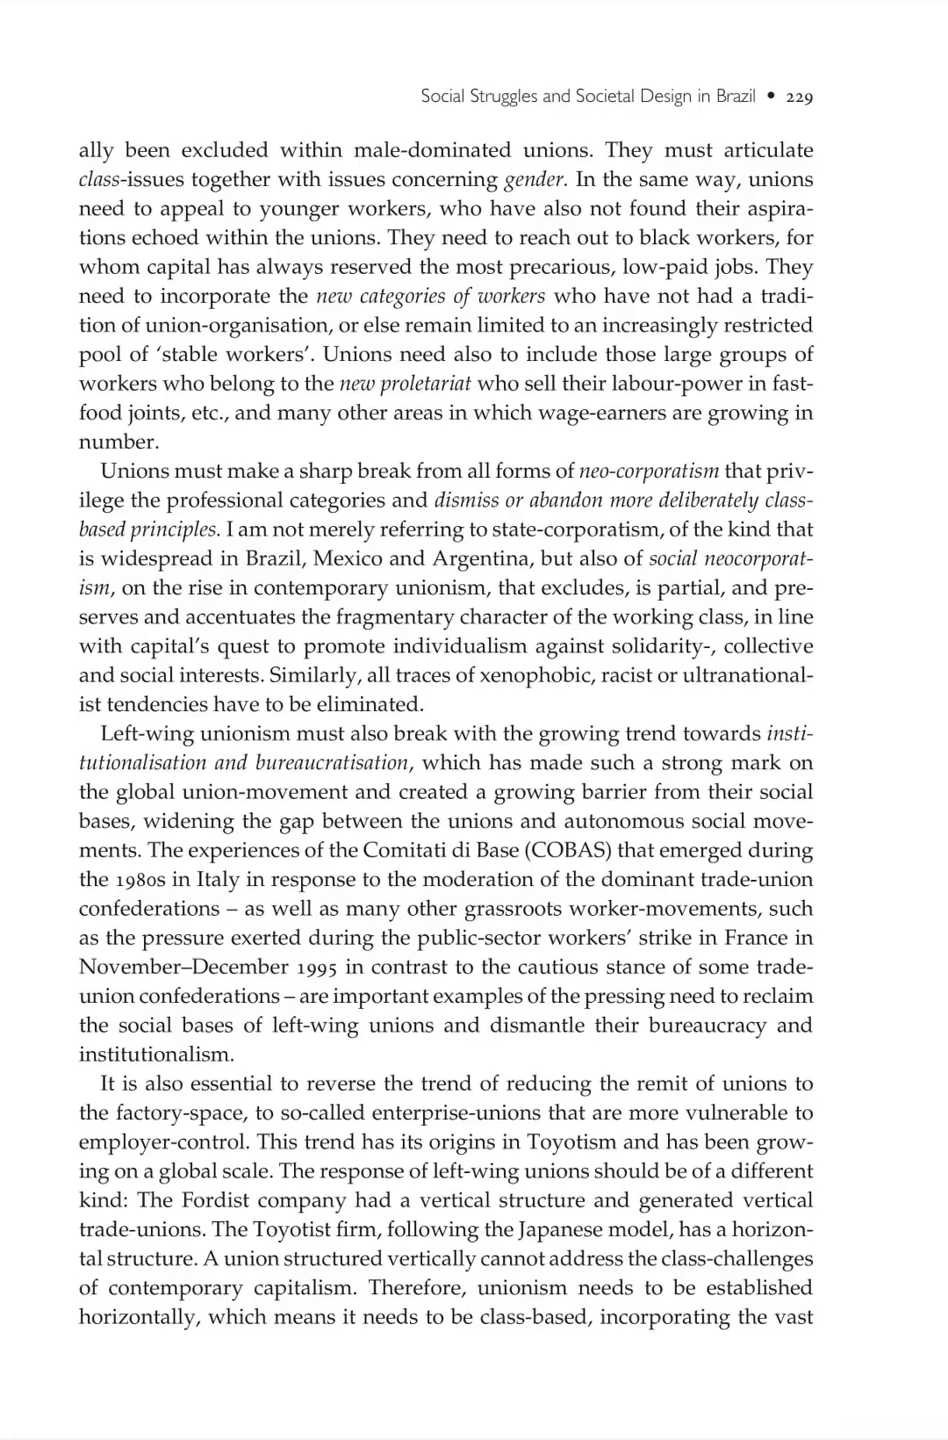 Social Struggles and Societal Design in Brazil • 229
ally been excluded within male-dominated unions. They must articulate
class-issues together with issues concerning gender. In the same way, unions
need to appeal to younger workers, who have also not found their aspira-
tions echoed within the unions. They need to reach out to black workers, for
whom capital has always reserved the most precarious, low-paid jobs. They
need to incorporate the new categories of workers who have not had a tradi-
tion of union-organisation, or else remain limited to an increasingly restricted
pool of ‘stable workers’. Unions need also to include those large groups of
workers who belong to the new proletariat who sell their labour-power in fast-
food joints, etc., and many other areas in which wage-earners are growing in
number.
Unions must make a sharp break from all forms of neo-corporatism that priv-
ilege the professional categories and dismiss or abandon more deliberately class-
based principles. I am not merely referring to state-corporatism, of the kind that
is widespread in Brazil, Mexico and Argentina, but also of social neocorporat-
ism, on the rise in contemporary unionism, that excludes, is partial, and pre-
serves and accentuates the fragmentary character of the working class, in line
with capital’s quest to promote individualism against solidarity-, collective
and social interests. Similarly, all traces of xenophobic, racist or ultranational-
ist tendencies have to be eliminated.
Left-wing unionism must also break with the growing trend towards insti-
tutionalisation and bureaucratisation, which has made such a strong mark on
the global union-movement and created a growing barrier from their social
bases, widening the gap between the unions and autonomous social move-
ments. The experiences of the Comitati di Base (COBAS) that emerged during
the 1980s in Italy in response to the moderation of the dominant trade-union
confederations – as well as many other grassroots worker-movements, such
as the pressure exerted during the public-sector workers’ strike in France in
November–December 1995 in contrast to the cautious stance of some trade-
union confederations – are important examples of the pressing need to reclaim
the social bases of left-wing unions and dismantle their bureaucracy and
institutionalism.
It is also essential to reverse the trend of reducing the remit of unions to
the factory-space, to so-called enterprise-unions that are more vulnerable to
employer-control. This trend has its origins in Toyotism and has been grow-
ing on a global scale. The response of left-wing unions should be of a different
kind: The Fordist company had a vertical structure and generated vertical
trade-unions. The Toyotist firm, following the Japanese model, has a horizon-
tal structure. A union structured vertically cannot address the class-challenges
of contemporary capitalism. Therefore, unionism needs to be established
horizontally, which means it needs to be class-based, incorporating the vast